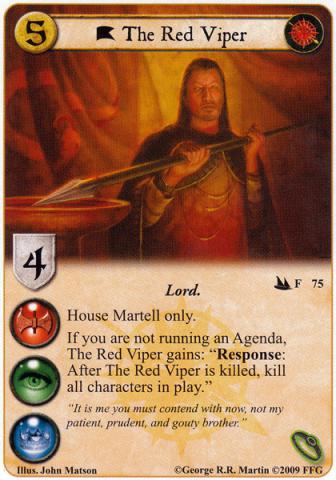 5
The Red Viper
4
Lord.
F 75
House Martell only.
If you are not running an Agenda,
The Red Viper gains: “Response:
After The Red Viper is killed, kill
all characters in play.”
“It is me you must contend with now, not my
patient, prudent, and gouty brother.”
Illus. John Matson
©George R.R. Martin ©2009 FFG